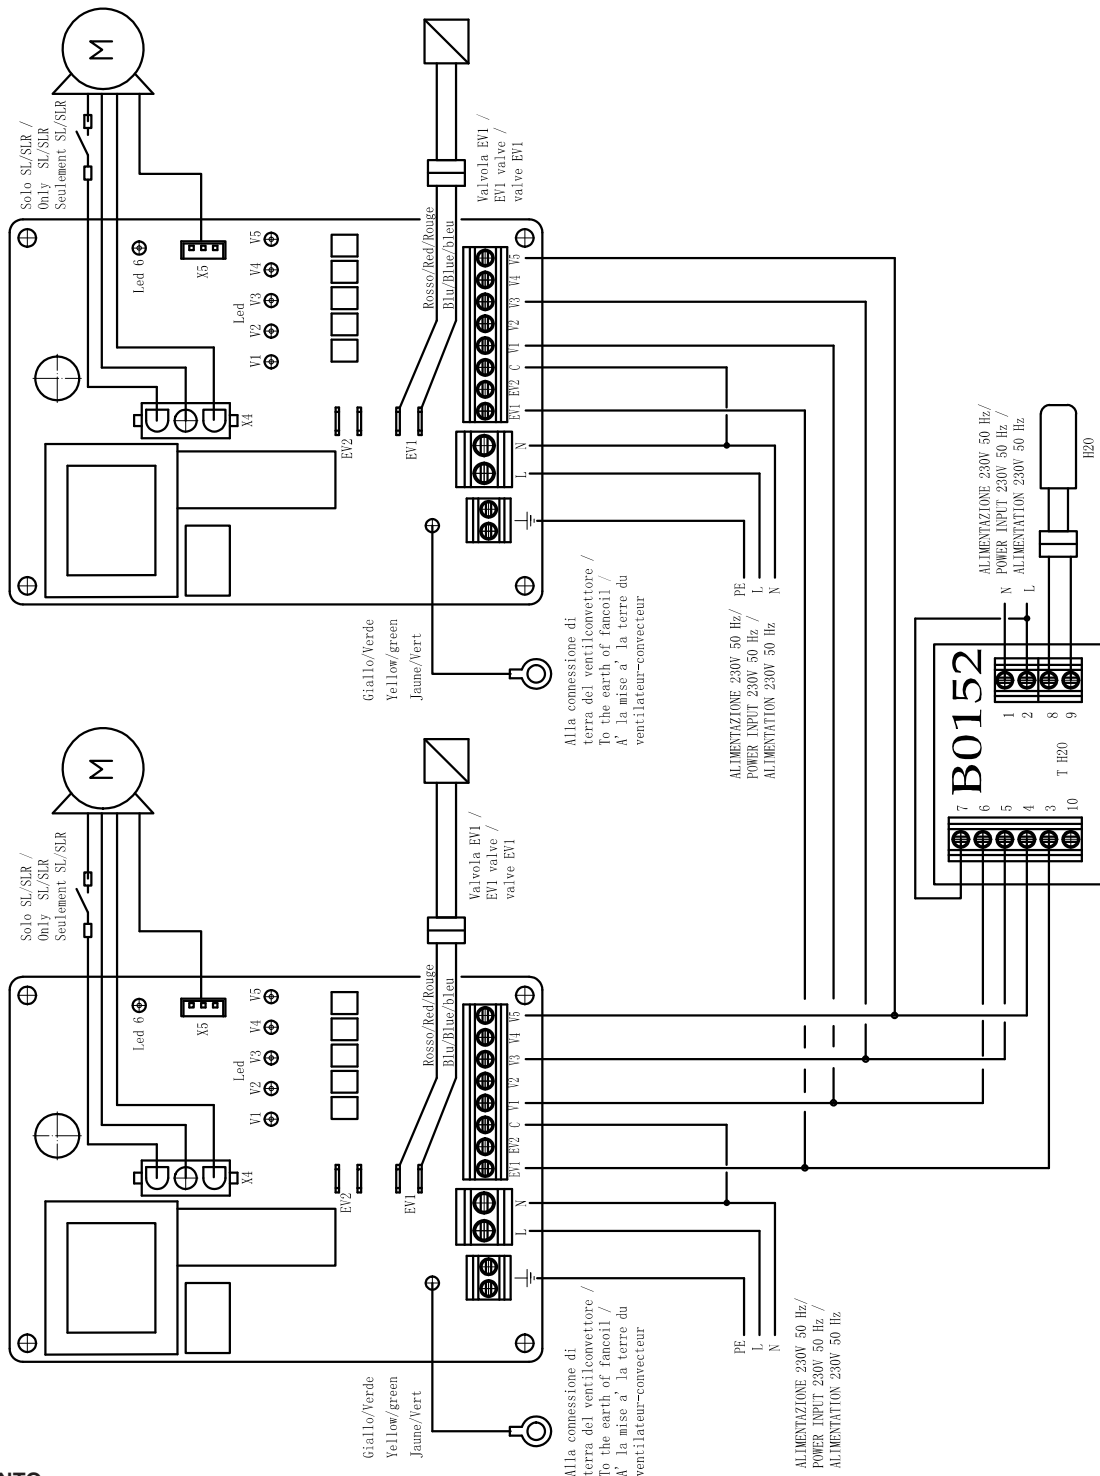 M
Solo SL/SLR /
Only SL/SLR
Seulement SL/SLR
Led 6
X5
V1 V2 V3 V4 V5
Led
X4
EV2
EV1
Rosso/Red/Rouge
Blu/Blue/bleu
Valvola EV1 /
EV1 valve /
valve EV1
L N
EV1 EV2 C V1 V2 V3 V4 V5
Giallo/Verde
Yellow/green
Jaune/Vert
Alla connessione di
terra del ventilconvettore /
To the earth of fancoil /
A' la mise a' la terre du
ventilateur-convecteur
PE
L
N
ALIMENTAZIONE 230V 50 Hz/
POWER INPUT 230V 50 Hz /
ALIMENTATION 230V 50 Hz
M
Solo SL/SLR /
Only SL/SLR
Seulement SL/SLR
Led 6
X5
V1 V2 V3 V4 V5
Led
X4
EV2
EV1
Rosso/Red/Rouge
Blu/Blue/bleu
Valvola EV1 /
EV1 valve /
valve EV1
L N
EV1 EV2 C V1 V2 V3 V4 V5
Giallo/Verde
Yellow/green
Jaune/Vert
Alla connessione di
terra del ventilconvettore /
To the earth of fancoil /
A' la mise a' la terre du
ventilateur-convecteur
PE
L
N
ALIMENTAZIONE 230V 50 Hz/
POWER INPUT 230V 50 Hz /
ALIMENTATION 230V 50 Hz
B0152
7
6
5
4
3
10
1
2
8
9
T H20
N
L
ALIMENTAZIONE 230V 50 Hz/
POWER INPUT 230V 50 Hz /
ALIMENTATION 230V 50 Hz
H20